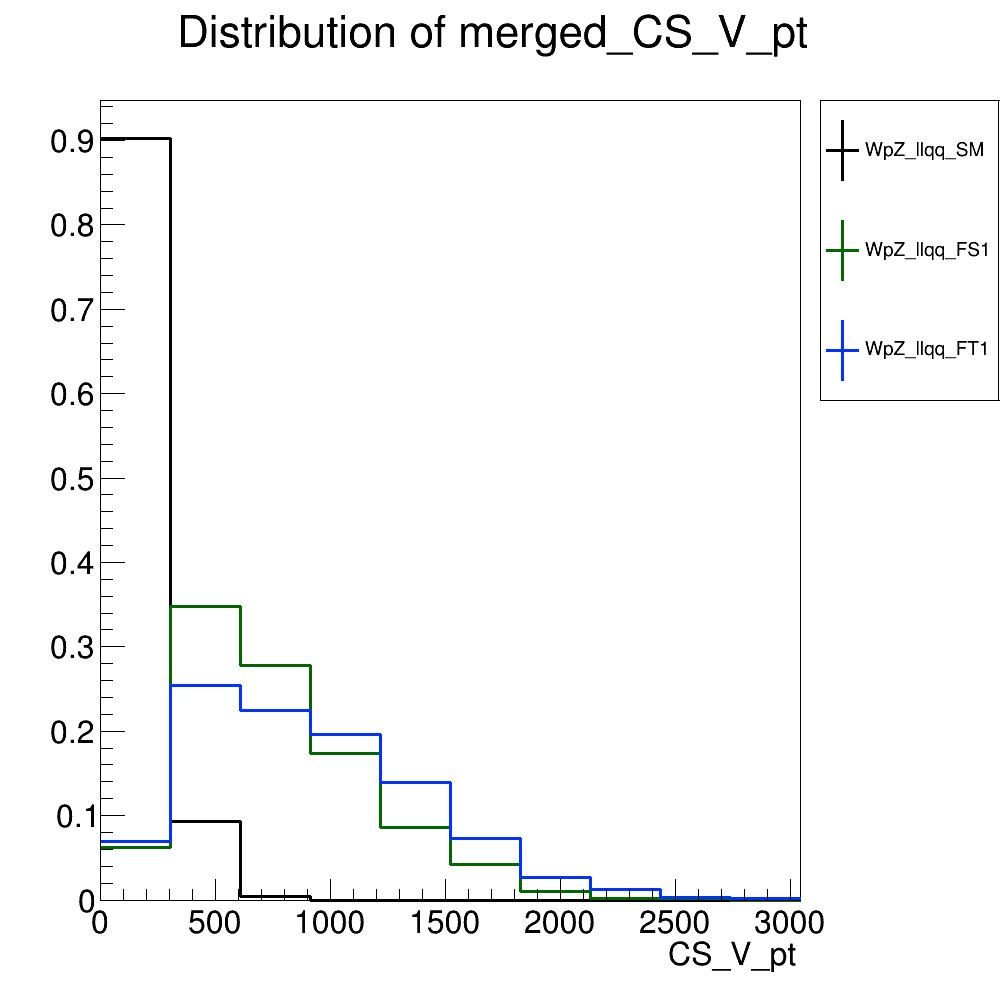 Distribution of merged_CS_V_pt
0.9
0.8
0.7
0.6
0.5
0.4
0.3
0.2
0.1
0
0 500 1000 1500 2000 2500 3000
CS_V_pt
WpZ_llqq_SM
WpZ_llqq_FS1
WpZ_llqq_FT1